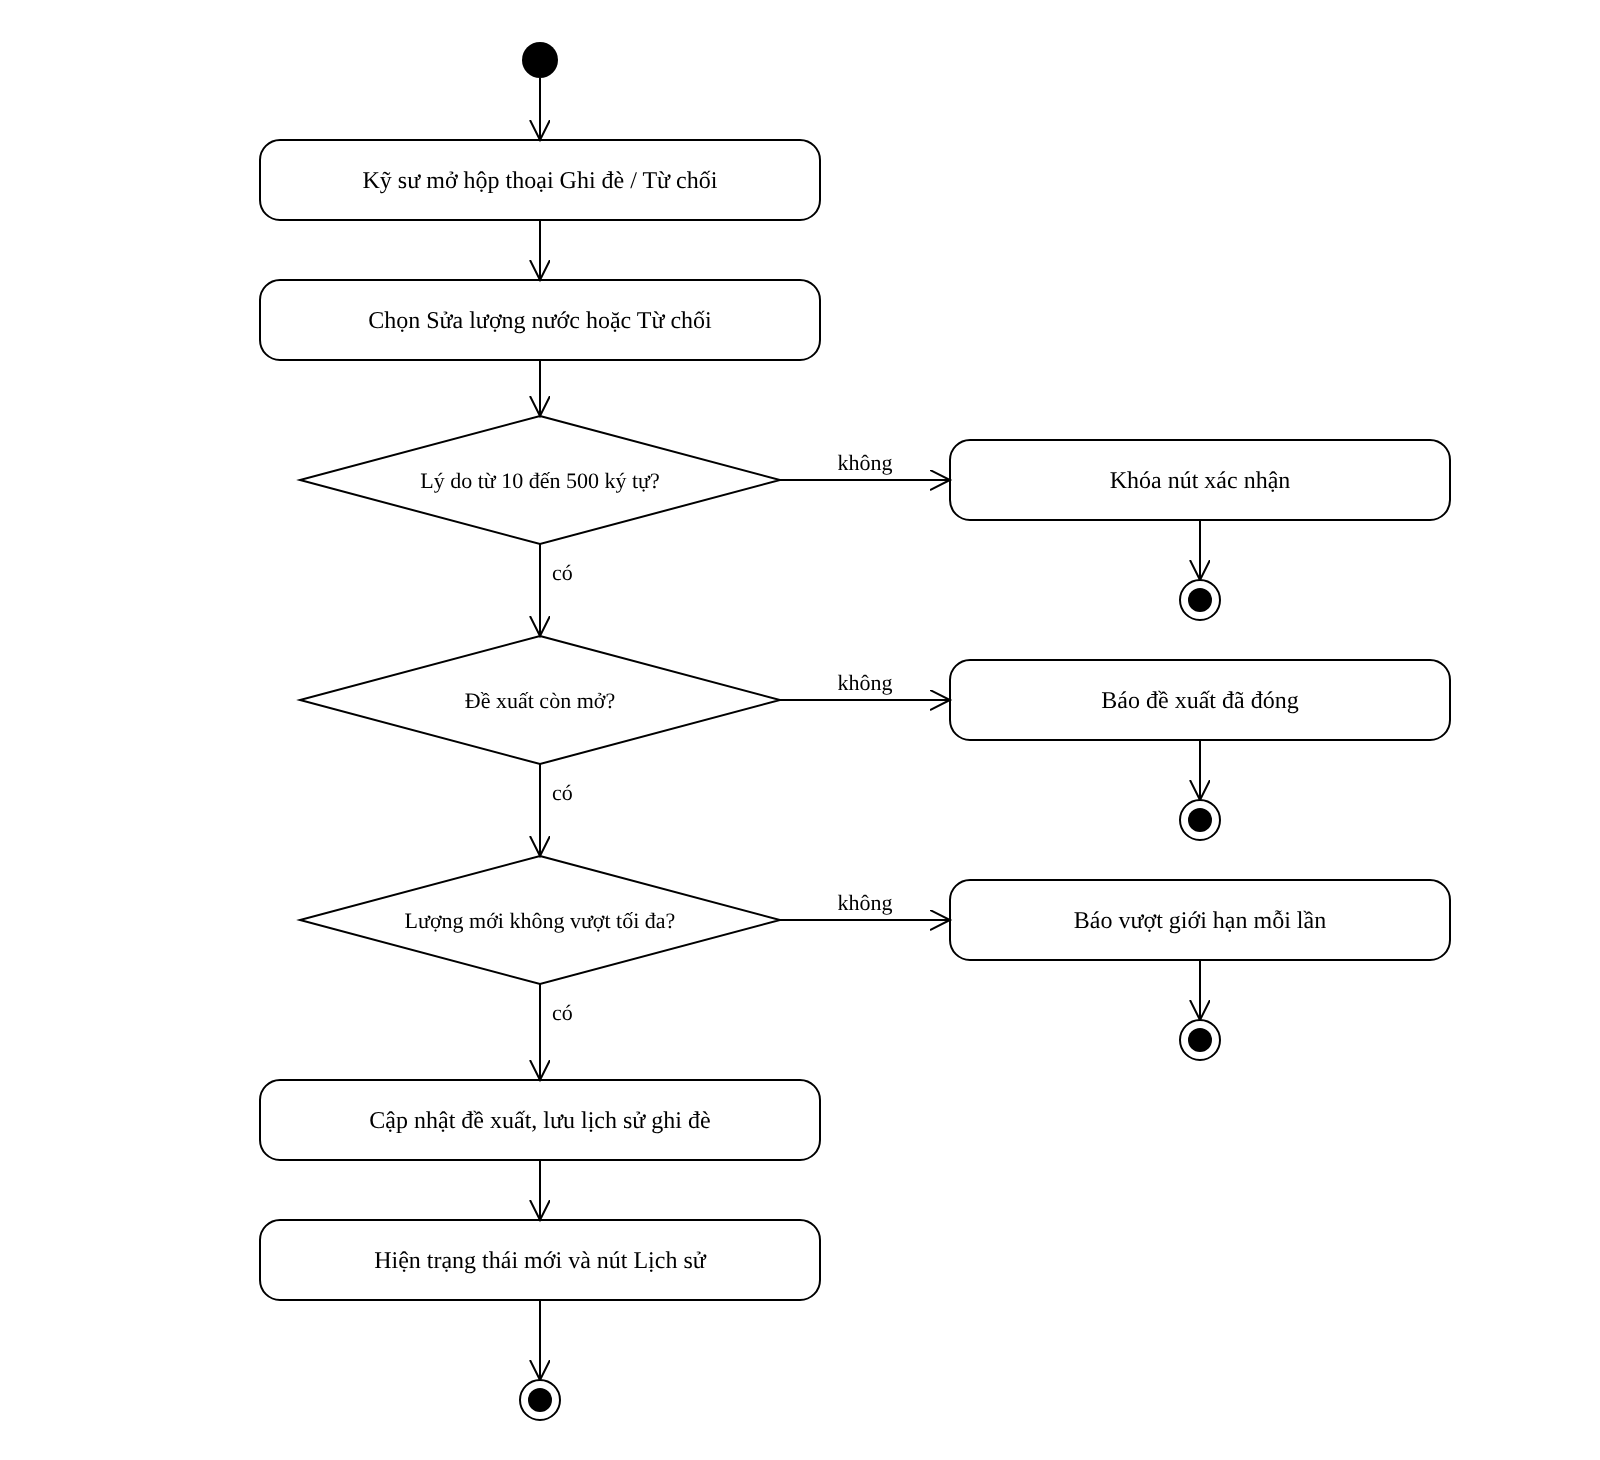 Kỹ sư mở hộp thoại Ghi đè / Từ chối
Chọn Sửa lượng nước hoặc Từ chối
Lý do từ 10 đến 500 ký tự?
không
Khóa nút xác nhận
có
Đề xuất còn mở?
không
Báo đề xuất đã đóng
có
Lượng mới không vượt tối đa?
không
Báo vượt giới hạn mỗi lần
có
Cập nhật đề xuất, lưu lịch sử ghi đè
Hiện trạng thái mới và nút Lịch sử